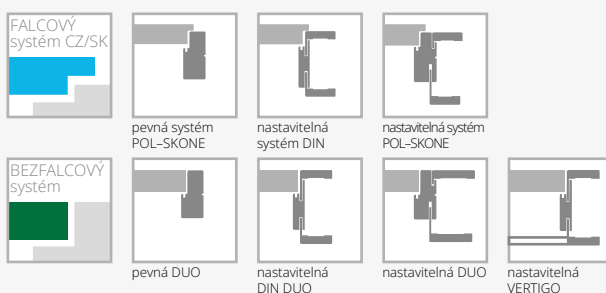 FALCOVÝ
systém CZ/SK
pevná systém
POL–SKONE
nastavitelná
systém DIN
nastavitelná systém
POL–SKONE
BEZFALCOVÝ
systém
pevná DUO
nastavitelná
DIN DUO
nastavitelná DUO
nastavitelná
VERTIGO